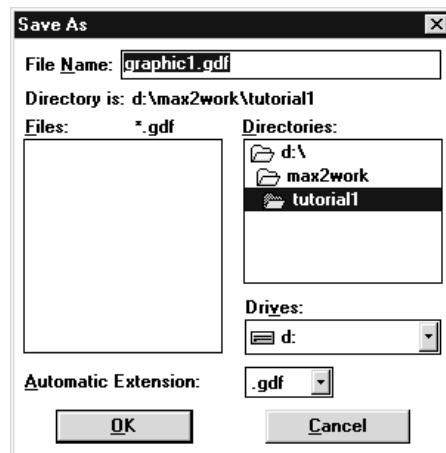 Save As
File Name: graphic1.gdf
Directory is: d:\max2work\tutorial1
Files: *.gdf Directories:
d:\
max2work
tutorial1
Drives:
d:
Automatic Extension: .gdf
OK Cancel